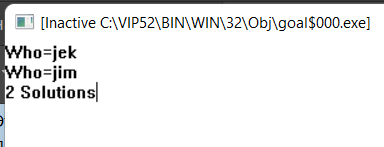 [Inactive C:\VIP52\BIN\WIN\32\Obj\goal$000.exe]
Who=jek
Who=jim
2 Solutions